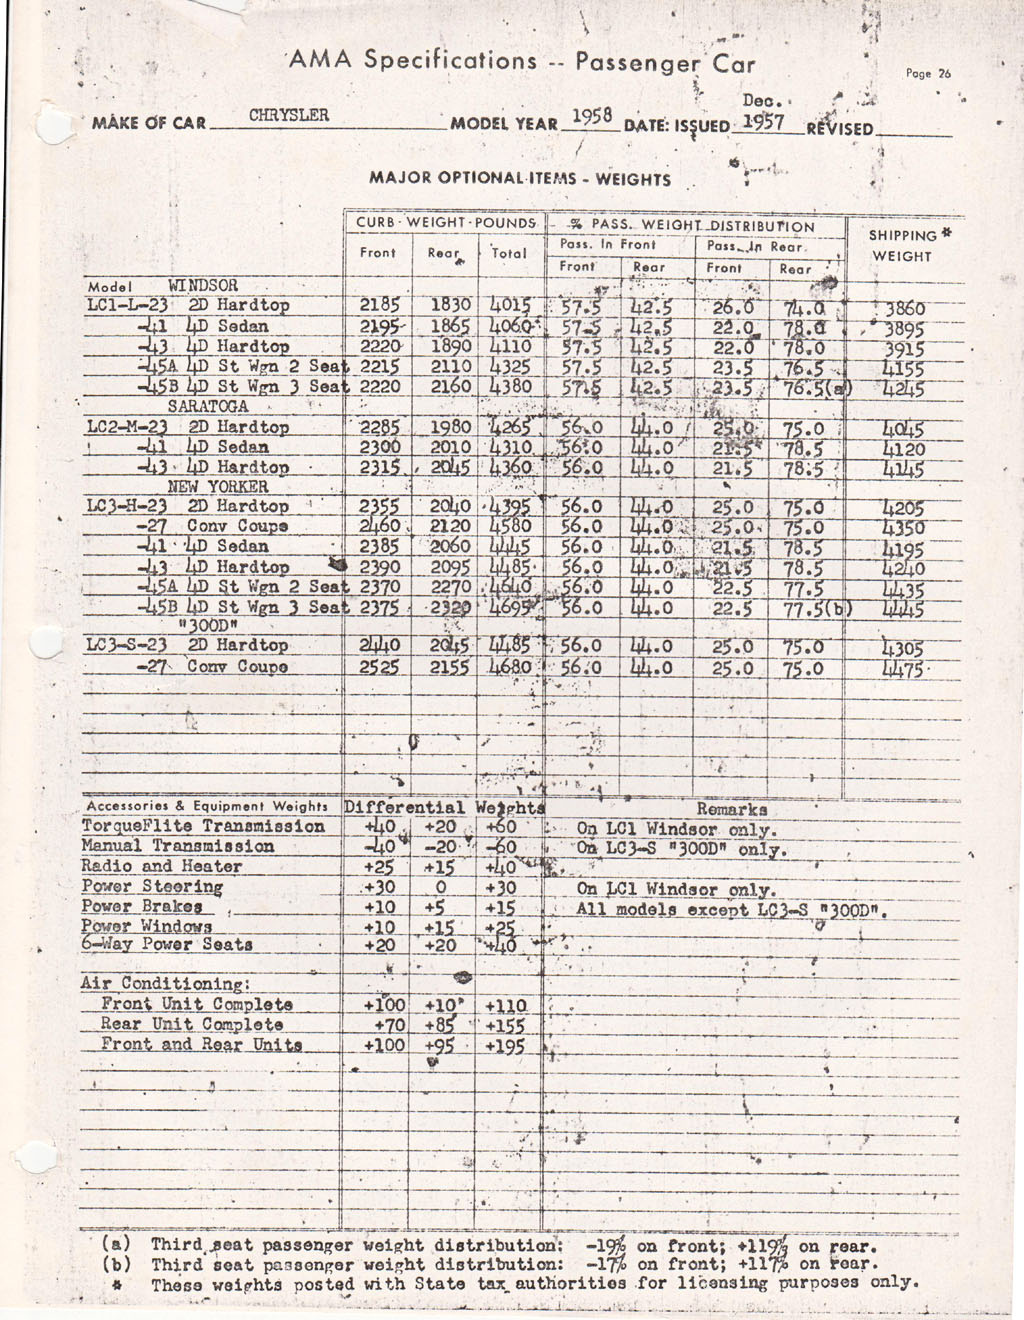 AMA Specifications -- Passenger Car
Page 26
MAKE OF CAR CHRYSLER MODEL YEAR 1958 DATE: ISSUED Dec. 1957 REVISED
MAJOR OPTIONAL ITEMS - WEIGHTS
CURB WEIGHT - POUNDS % PASS. WEIGHT DISTRIBUTION SHIPPING* WEIGHT
Pass. In Front Pass. In Rear
Front Rear Total Front Rear Front Rear
Model WINDSOR
LC1-L-23 2D Hardtop 2185 1830 4015 57.5 42.5 26.0 74.0 3860
-41 4D Sedan 2195 1865 4060 57.5 42.5 22.0 78.0 3895
-43 4D Hardtop 2220 1890 4110 57.5 42.5 22.0 78.0 3915
-45A 4D St Wgn 2 Seat 2215 2110 4325 57.5 42.5 23.5 76.5 4155
-45B 4D St Wgn 3 Seat 2220 2160 4380 57.5 42.5 23.5 76.5(a) 4245
SARATOGA
LC2-M-23 2D Hardtop 2285 1980 4265 56.0 44.0 25.0 75.0 4045
-41 4D Sedan 2300 2010 4310 56.0 44.0 21.5 78.5 4120
-43 4D Hardtop 2315 2045 4360 56.0 44.0 21.5 78.5 4145
NEW YORKER
LC3-H-23 2D Hardtop 2355 2040 4395 56.0 44.0 25.0 75.0 4205
-27 Conv Coupe 2460 2120 4580 56.0 44.0 25.0 75.0 4350
-41 4D Sedan 2385 2060 4445 56.0 44.0 21.5 78.5 4195
-43 4D Hardtop 2390 2095 4485 56.0 44.0 21.5 78.5 4240
-45A 4D St Wgn 2 Seat 2370 2270 4640 56.0 44.0 22.5 77.5 4435
-45B 4D St Wgn 3 Seat 2375 2320 4695 56.0 44.0 22.5 77.5(b) 4445
"300D"
LC3-S-23 2D Hardtop 2440 2045 4485 56.0 44.0 25.0 75.0 4305
-27 Conv Coupe 2525 2155 4680 56.0 44.0 25.0 75.0 4475
Accessories & Equipment Weights Differential Weights Remarks
TorqueFlite Transmission +40 +20 +60 On LC1 Windsor only.
Manual Transmission -40 -20 -60 On LC3-S "300D" only.
Radio and Heater +25 +15 +40
Power Steering +30 0 +30 On LC1 Windsor only.
Power Brakes +10 +5 +15 All models except LC3-S "300D".
Power Windows +10 +15 +25
6-Way Power Seats +20 +20 +40
Air Conditioning:
Front Unit Complete +100 +10 +110
Rear Unit Complete +70 +85 +155
Front and Rear Units +100 +95 +195
(a) Third seat passenger weight distribution: -19% on front; +119% on rear.
(b) Third seat passenger weight distribution: -17% on front; +117% on rear.
* These weights posted with State tax authorities for licensing purposes only.